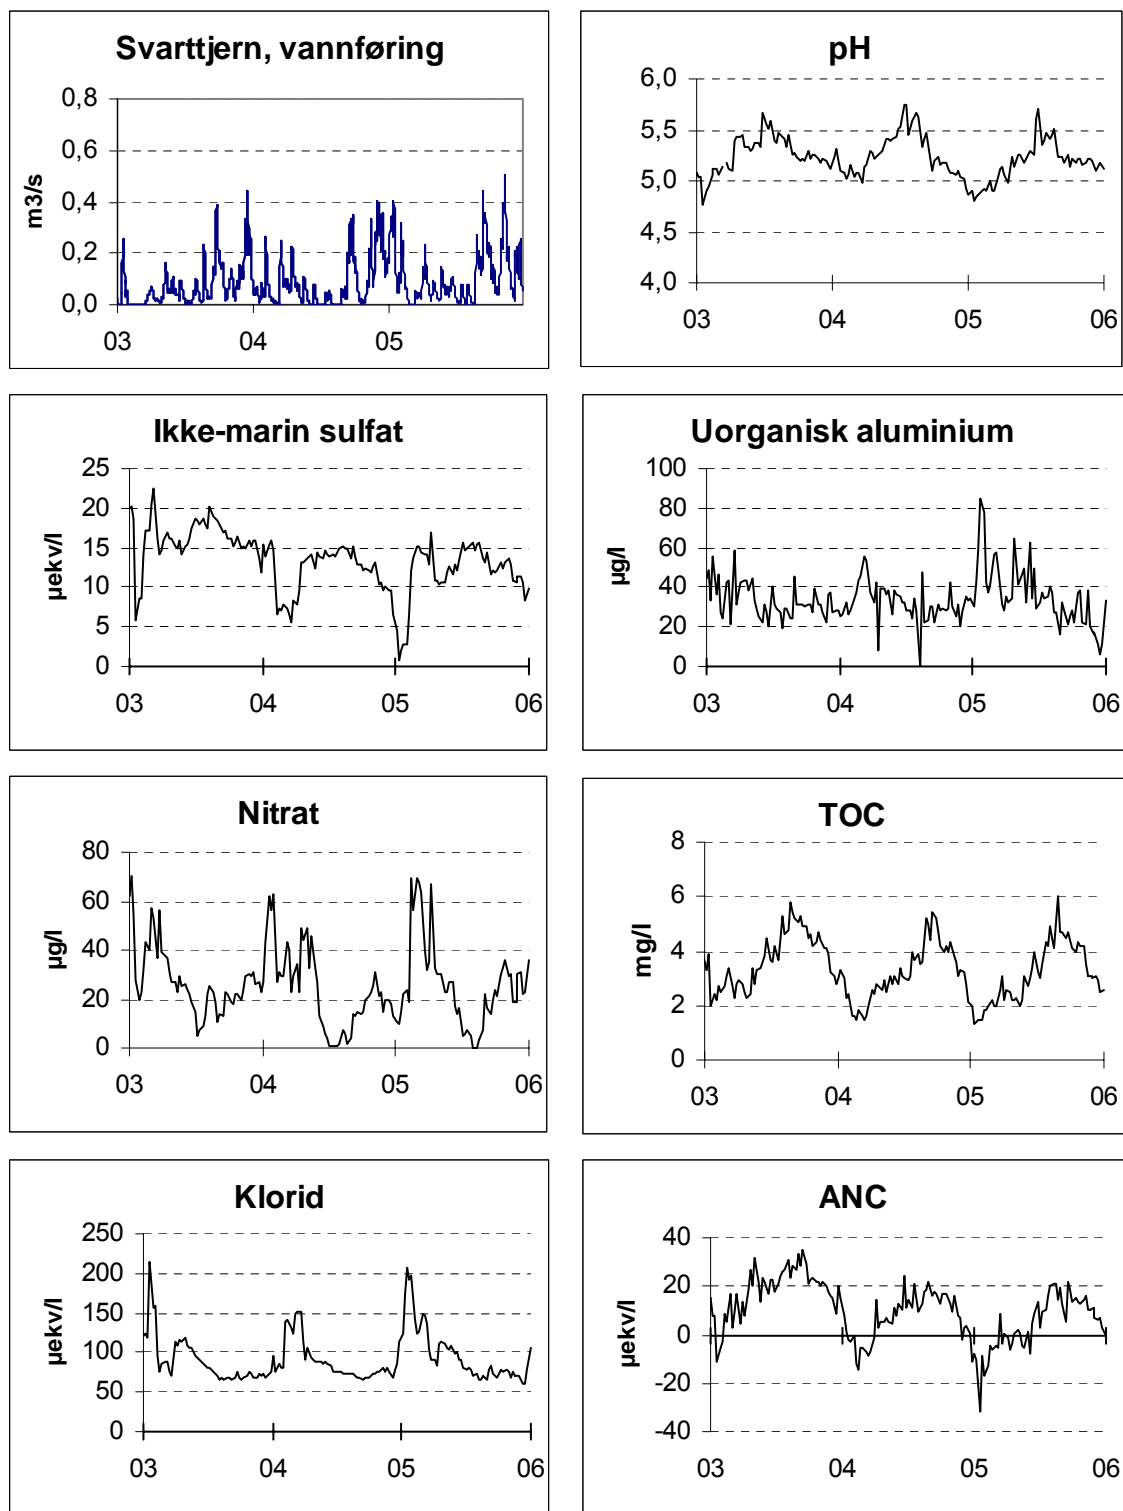 Svarttjern, vannføring
m3/s
0,8
0,6
0,4
0,2
0,0
03 04 05
pH
6,0
5,5
5,0
4,5
4,0
03 04 05 06
Ikke-marin sulfat
µekv/l
25
20
15
10
5
0
03 04 05 06
Uorganisk aluminium
µg/l
100
80
60
40
20
0
03 04 05 06
Nitrat
µg/l
80
60
40
20
0
03 04 05 06
TOC
mg/l
8
6
4
2
0
03 04 05 06
Klorid
µekv/l
250
200
150
100
50
0
03 04 05 06
ANC
µekv/l
40
20
0
-20
-40
03 04 05 06